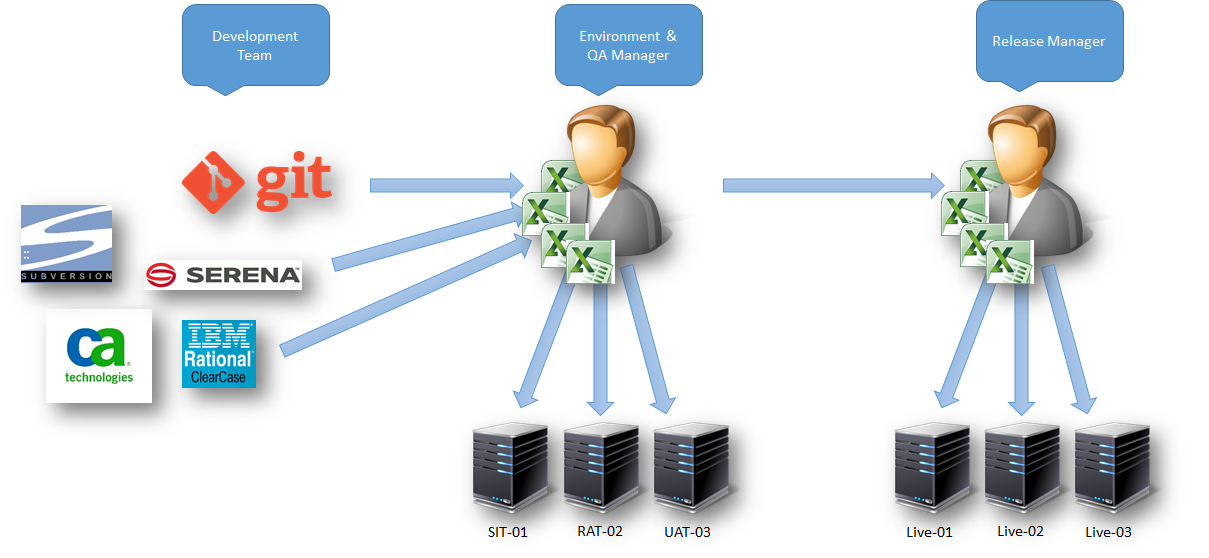 Development
Team
Environment &
QA Manager
Release Manager
git
SUBVERSION
SERENA™
ca
technologies
IBM
Rational
ClearCase
SIT-01
RAT-02
UAT-03
Live-01
Live-02
Live-03